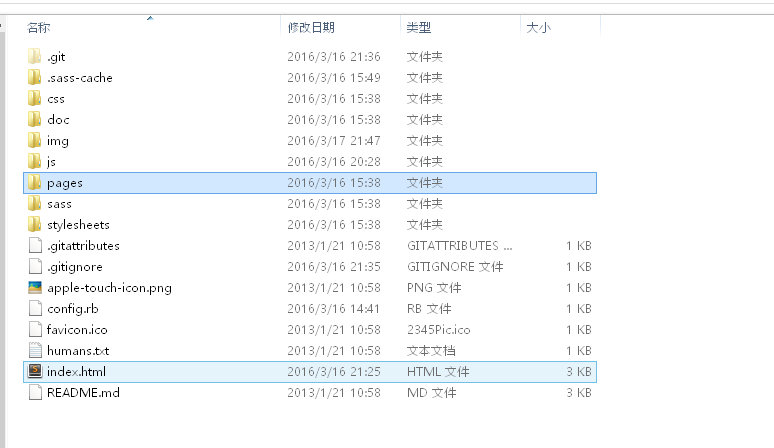 名称 修改日期 类型 大小
.git 2016/3/16 21:36 文件夹
.sass-cache 2016/3/16 15:49 文件夹
css 2016/3/16 15:38 文件夹
doc 2016/3/16 15:38 文件夹
img 2016/3/17 21:47 文件夹
js 2016/3/16 20:28 文件夹
pages 2016/3/16 15:38 文件夹
sass 2016/3/16 15:38 文件夹
stylesheets 2016/3/16 15:38 文件夹
.gitattributes 2013/1/21 10:58 GITATTRIBUTES ... 1 KB
.gitignore 2016/3/16 21:35 GITIGNORE 文件 1 KB
apple-touch-icon.png 2013/1/21 10:58 PNG 文件 1 KB
config.rb 2016/3/16 14:41 RB 文件 1 KB
favicon.ico 2013/1/21 10:58 2345Pic.ico 1 KB
humans.txt 2013/1/21 10:58 文本文档 1 KB
index.html 2016/3/16 21:25 HTML 文件 3 KB
README.md 2013/1/21 10:58 MD 文件 3 KB